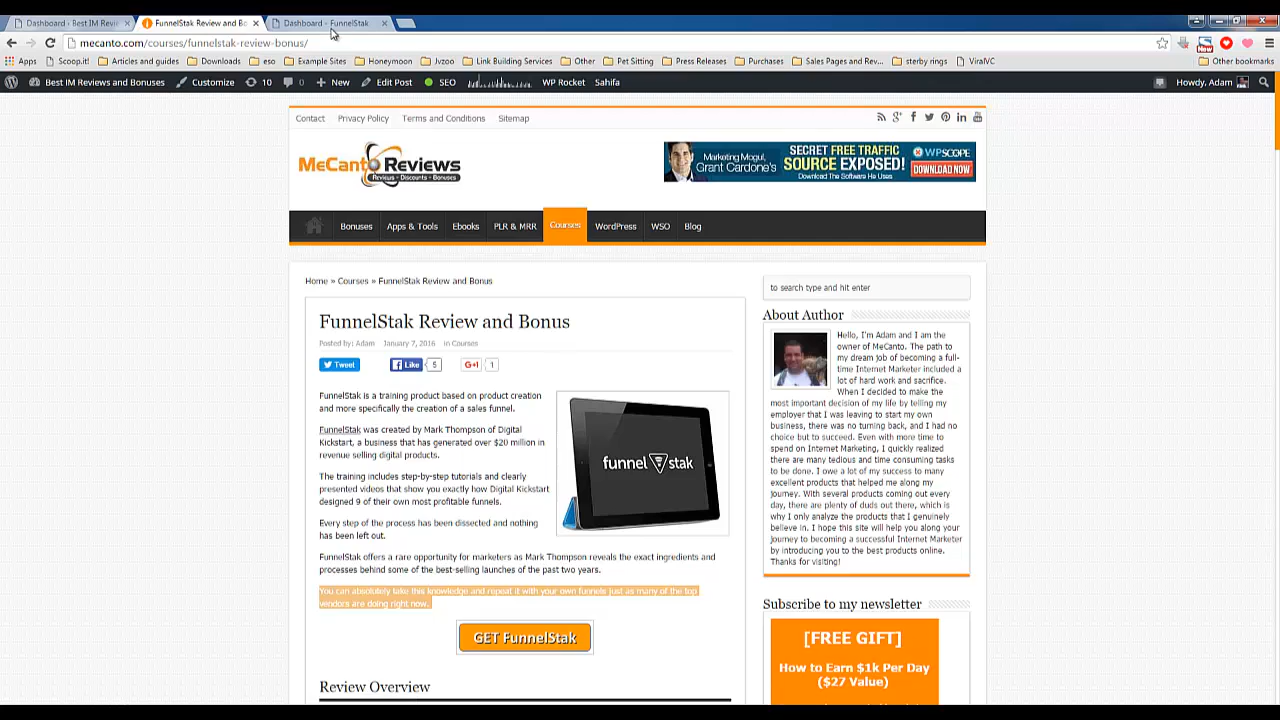 Dashboard ‹ Best IM Revie
FunnelStak Review and Bo
Dashboard - FunnelStak
mecanto.com/courses/funnelstak-review-bonus/
Apps
Scoop.it!
Articles and guides
Downloads
eso
Example Sites
Honeymoon
Jvzoo
Link Building Services
Other
Pet Sitting
Press Releases
Purchases
Sales Pages and Rev...
sterby rings
ViralVC
Other bookmarks
New
Best IM Reviews and Bonuses
Customize
10
0
New
Edit Post
SEO
WP Rocket
Sahifa
Howdy, Adam
Contact
Privacy Policy
Terms and Conditions
Sitemap
MeCanto Reviews
Reviews - Discounts - Bonuses
Marketing Mogul,
Grant Cardone's
SECRET FREE TRAFFIC
SOURCE EXPOSED!
Download The Software He Uses
WPSCOPE
DOWNLOAD NOW
Bonuses
Apps & Tools
Ebooks
PLR & MRR
Courses
WordPress
WSO
Blog
Home » Courses » FunnelStak Review and Bonus
FunnelStak Review and Bonus
Posted by: Adam January 7, 2016 in Courses
Tweet
Like 5
G+1 1
FunnelStak is a training product based on product creation
and more specifically the creation of a sales funnel.
FunnelStak was created by Mark Thompson of Digital
Kickstart, a business that has generated over $20 million in
revenue selling digital products.
The training includes step-by-step tutorials and clearly
presented videos that show you exactly how Digital Kickstart
designed 9 of their own most profitable funnels.
Every step of the process has been dissected and nothing
has been left out.
funnel stak
FunnelStak offers a rare opportunity for marketers as Mark Thompson reveals the exact ingredients and
processes behind some of the best-selling launches of the past two years.
You can absolutely take this knowledge and repeat it with your own funnels just as many of the top
vendors are doing right now.
GET FunnelStak
Review Overview
to search type and hit enter
About Author
Hello, I'm Adam and I am the
owner of MeCanto. The path to
my dream job of becoming a full-
time Internet Marketer included a
lot of hard work and sacrifice.
When I decided to make the
most important decision of my life by telling my
employer that I was leaving to start my own
business, there was no turning back, and I had no
choice but to succeed. Even with more time to
spend on Internet Marketing, I quickly realized
there are many tedious and time consuming tasks
to be done. I owe a lot of my success to many
excellent products that helped me along my
journey. With several products coming out every
day, there are plenty of duds out there, which is
why I only analyze the products that I genuinely
believe in. I hope this site will help you along your
journey to becoming a successful Internet Marketer
by introducing you to the best products online.
Thanks for visiting!
Subscribe to my newsletter
[FREE GIFT]
How to Earn $1k Per Day
($27 Value)